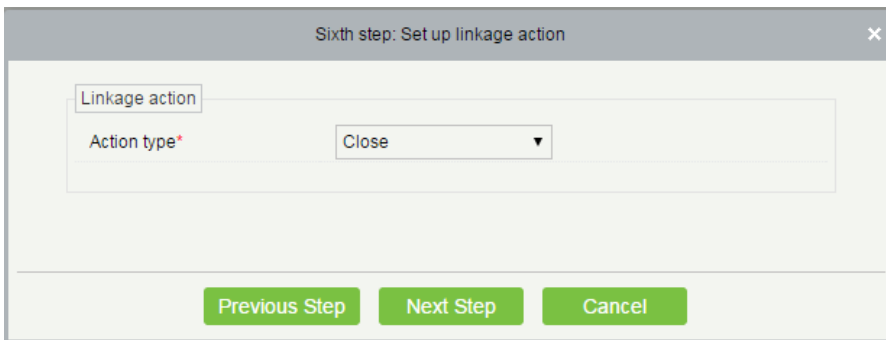 Sixth step: Set up linkage action
Linkage action
Action type* Close
Previous Step Next Step Cancel